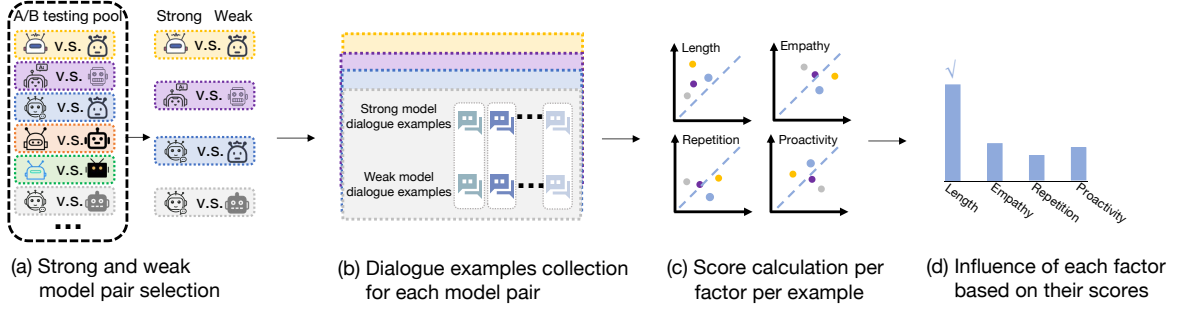 A/B testing pool
v.s.
Ai
v.s.
v.s.
v.s.
v.s.
v.s.
...
Strong Weak
v.s.
Ai
v.s.
v.s.
v.s.
Strong model
dialogue examples
...
Weak model
dialogue examples
...
Length
Empathy
Repetition
Proactivity
√
Length
Empathy
Repetition
Proactivity
(a) Strong and weak
model pair selection
(b) Dialogue examples collection
for each model pair
(c) Score calculation per
factor per example
(d) Influence of each factor
based on their scores